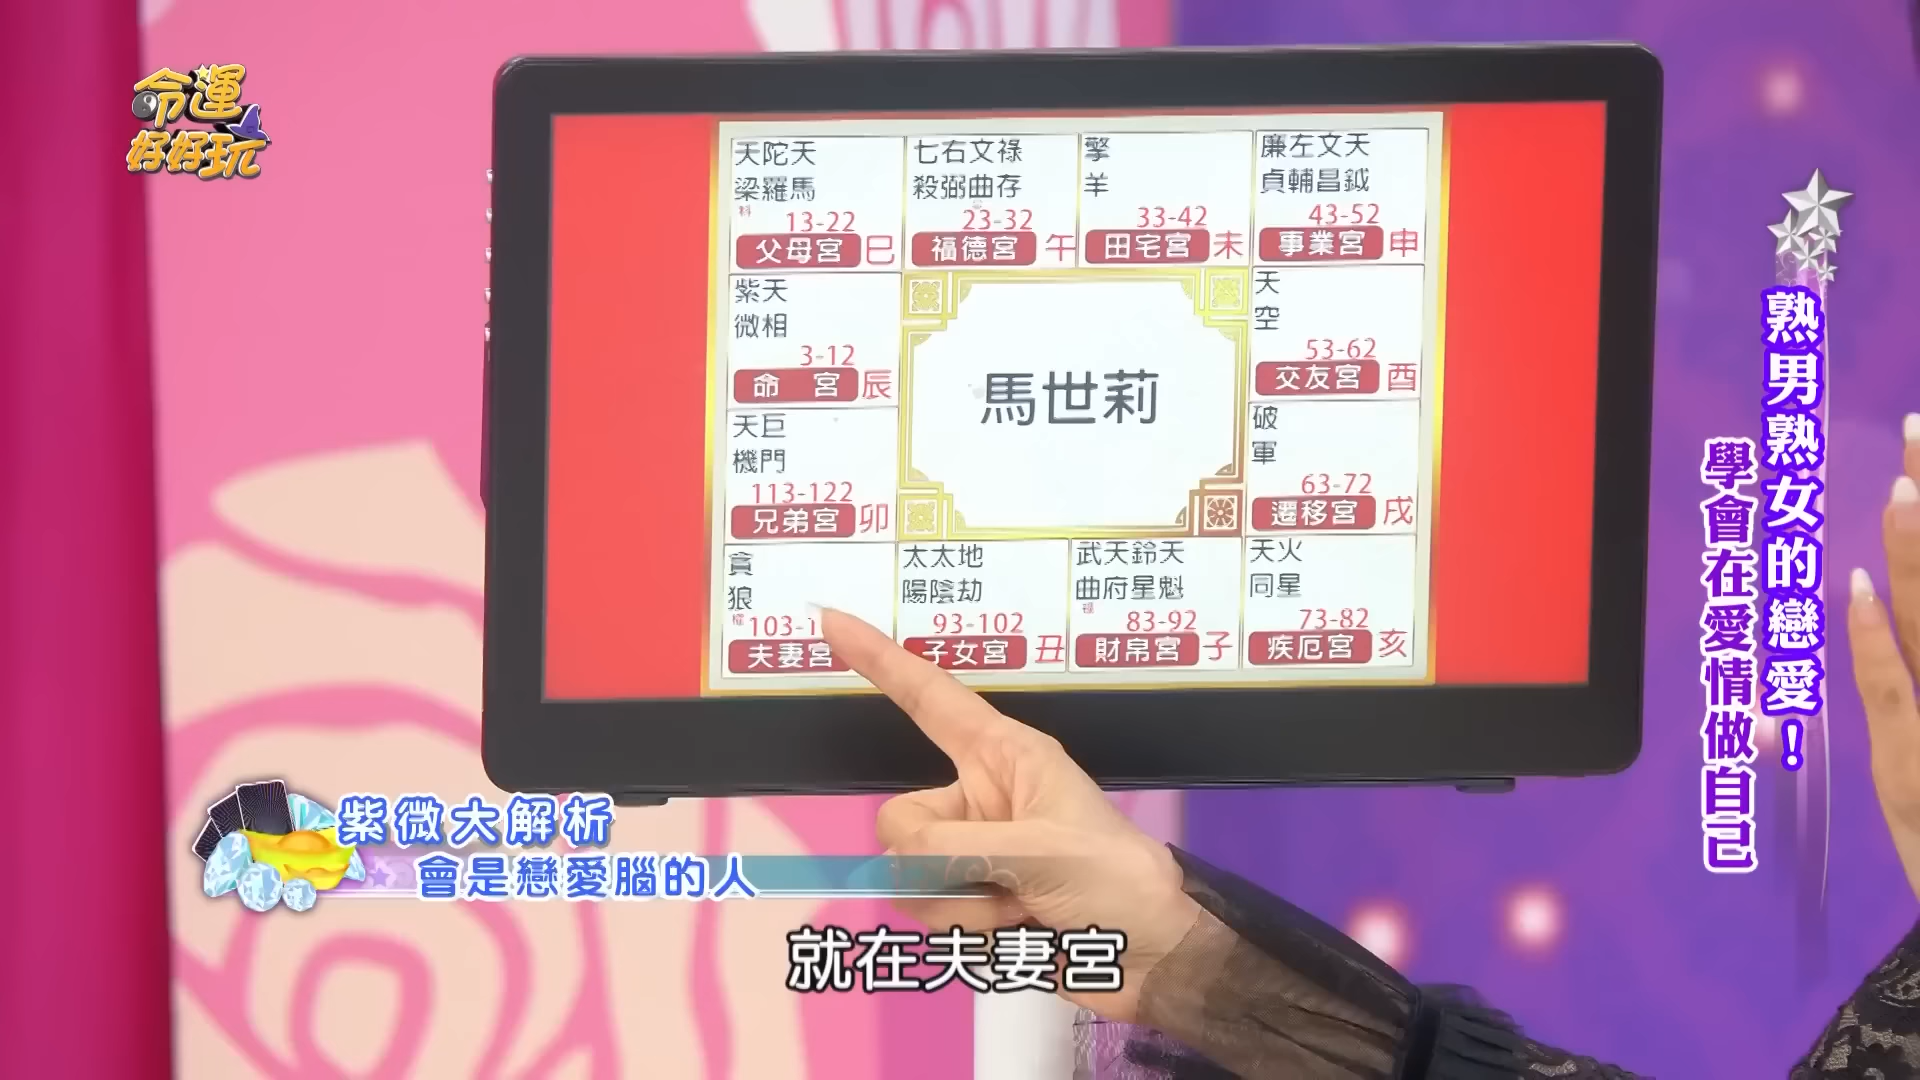 命運
好好玩
天陀天
梁羅馬
科
13-22
父母宮 巳
七右文祿
殺弼曲存
23-32
福德宮 午
擎
羊
33-42
田宅宮 未
廉左文天
貞輔昌鉞
43-52
事業宮 申
紫天
微相
3-12
命 宮 辰
馬世莉
天
空
53-62
交友宮 酉
天巨
機門
113-122
兄弟宮 卯
破
軍
63-72
遷移宮 戌
貪
狼
權
103-1
夫妻宮
太太地
陽陰劫
93-102
子女宮 丑
武天鈴天
曲府星魁
祿
83-92
財帛宮 子
天火
同星
73-82
疾厄宮 亥
熟男熟女的戀愛！
學會在愛情做自己
紫微大解析
會是戀愛腦的人
就在夫妻宮